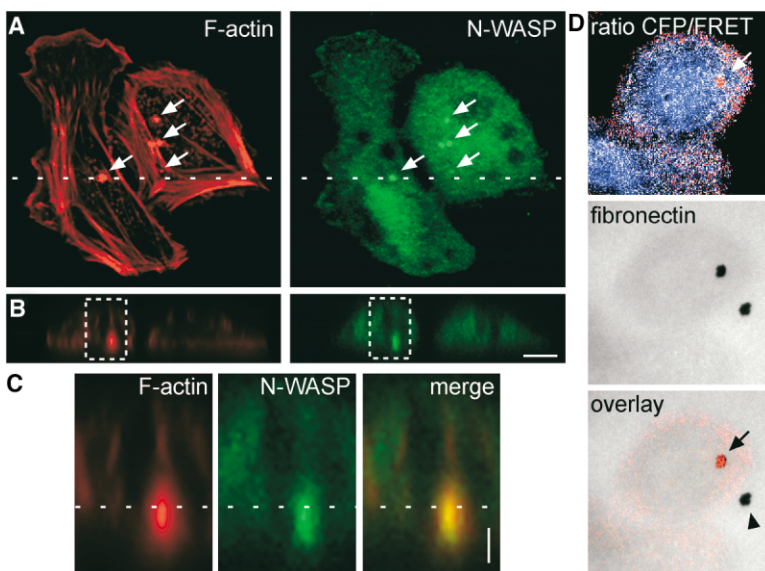 A
F-actin
N-WASP
D
ratio CFP/FRET
fibronectin
B
C
F-actin
N-WASP
merge
overlay